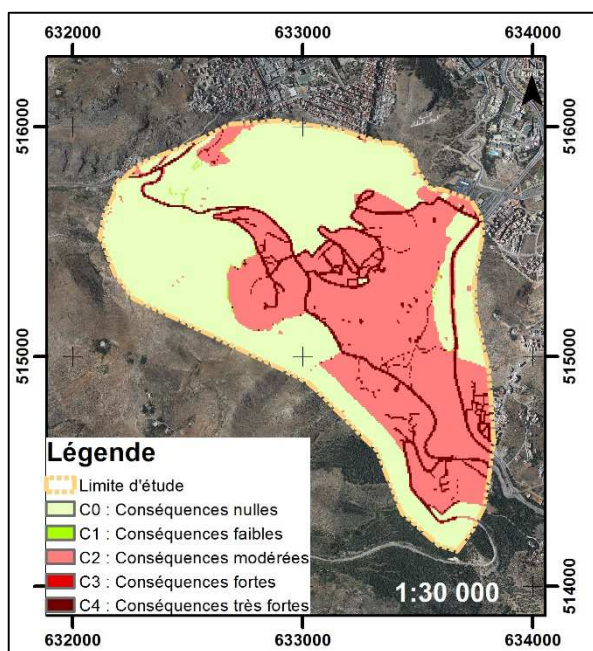 632000 633000 634000
516000 516000
515000 515000
Légende
Limite d'étude
C0 : Conséquences nulles
C1 : Conséquences faibles
C2 : Conséquences modérées
C3 : Conséquences fortes
C4 : Conséquences très fortes
1:30 000
514000
632000 633000 634000